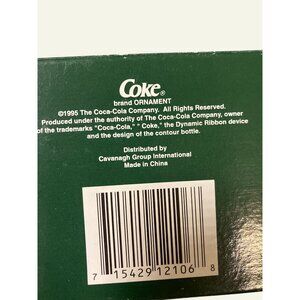 Coke®
brand ORNAMENT
©1995 The Coca-Cola Company. All Rights Reserved.
Produced under the authority of The Coca-Cola Company, owner
of the trademarks "Coca-Cola," "Coke," the Dynamic Ribbon device
and the design of the contour bottle.
Distributed by
Cavanagh Group International
Made in China
7 15429 12106 8